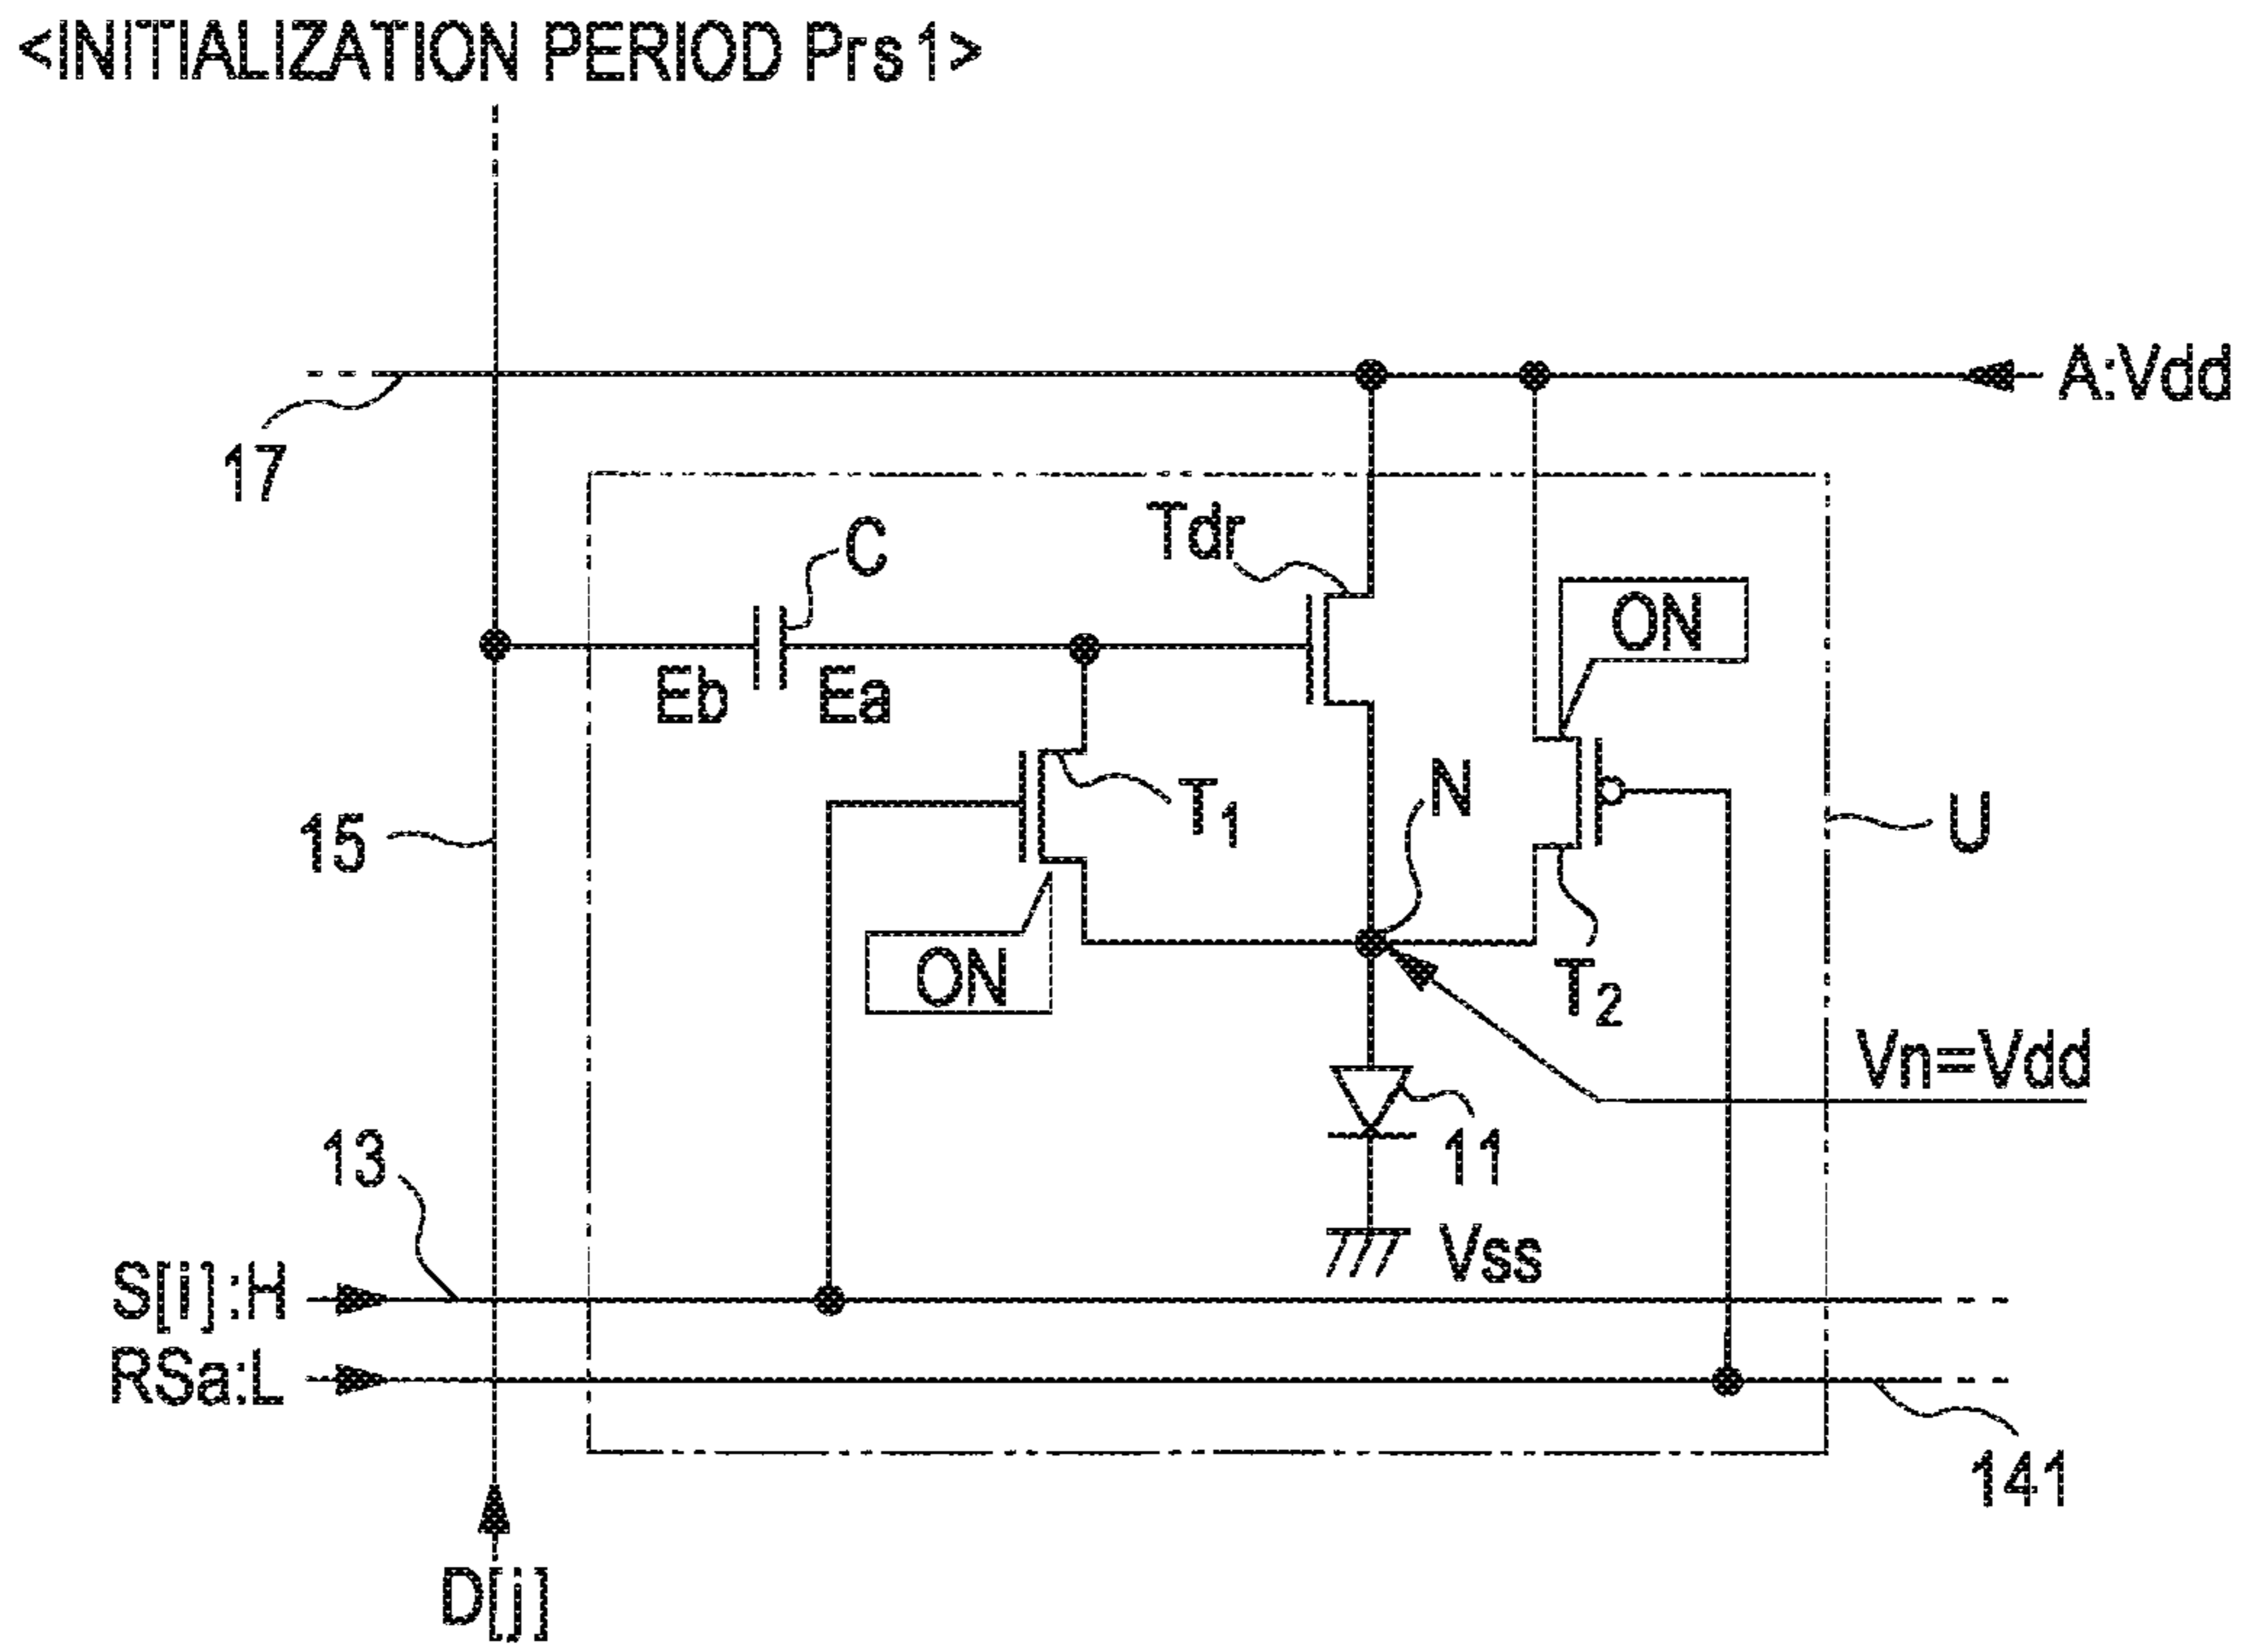 <INITIALIZATION PERIOD Prs1>
A:Vdd
17
C
Tdr
ON
Eb
Ea
T1
N
15
U
ON
T2
Vn=Vdd
11
13
Vss
S[i]:H
RSa:L
141
D[j]